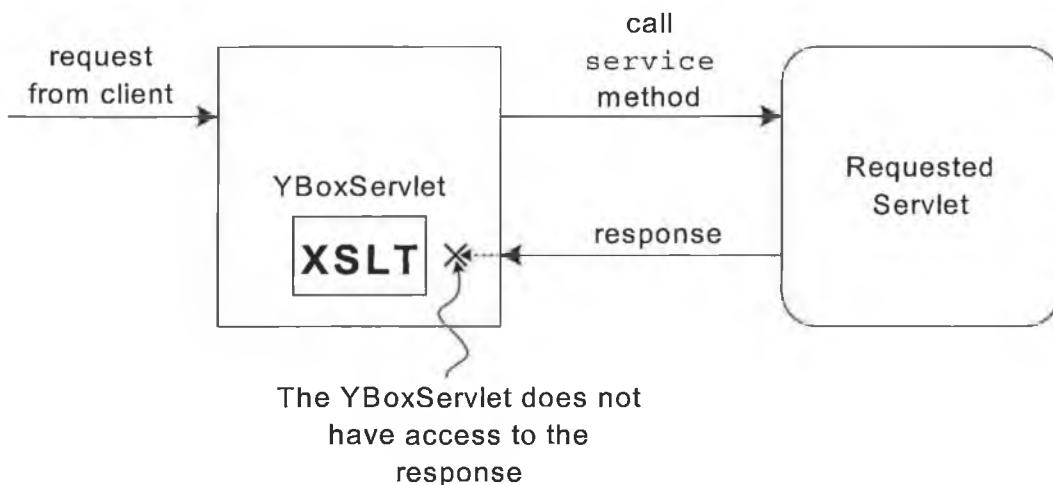 request
from client
call
service
method
YBoxServlet
XSLT
Requested
Servlet
response
The YBoxServlet does not
have access to the
response